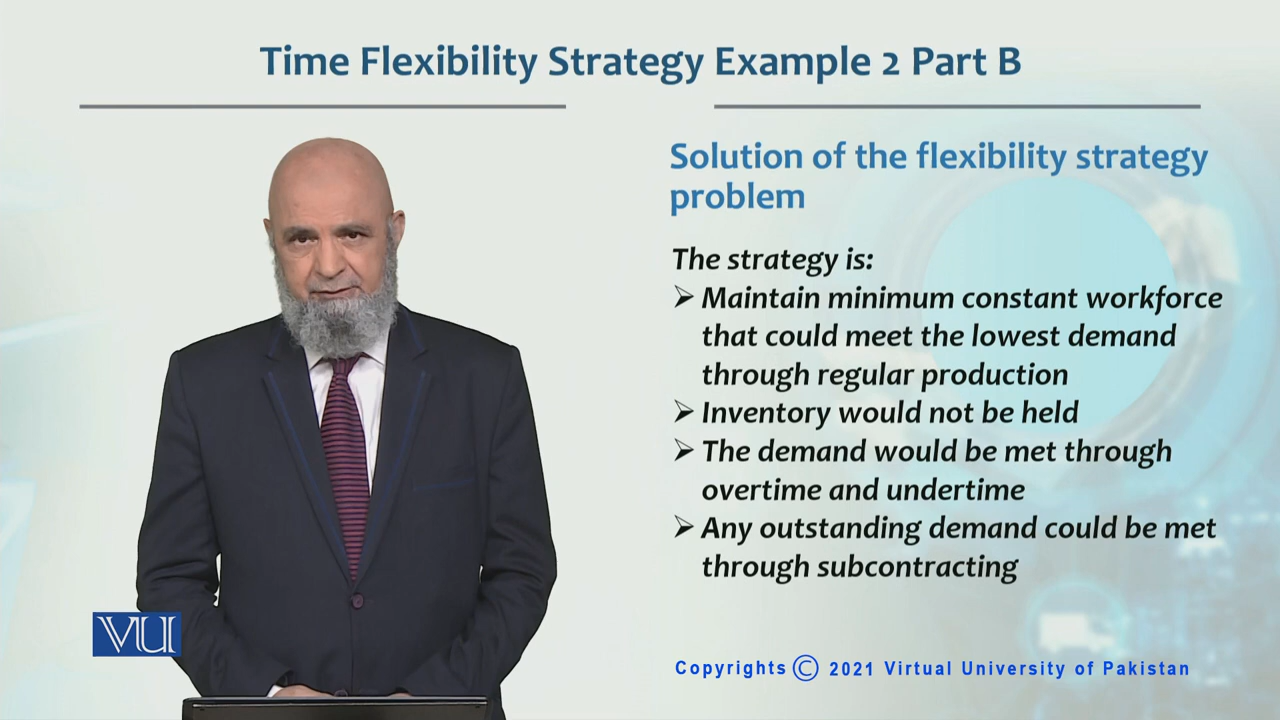 Time Flexibility Strategy Example 2 Part B
Solution of the flexibility strategy
problem
The strategy is:
➢ Maintain minimum constant workforce
that could meet the lowest demand
through regular production
➢ Inventory would not be held
➢ The demand would be met through
overtime and undertime
➢ Any outstanding demand could be met
through subcontracting
VU
Copyrights © 2021 Virtual University of Pakistan